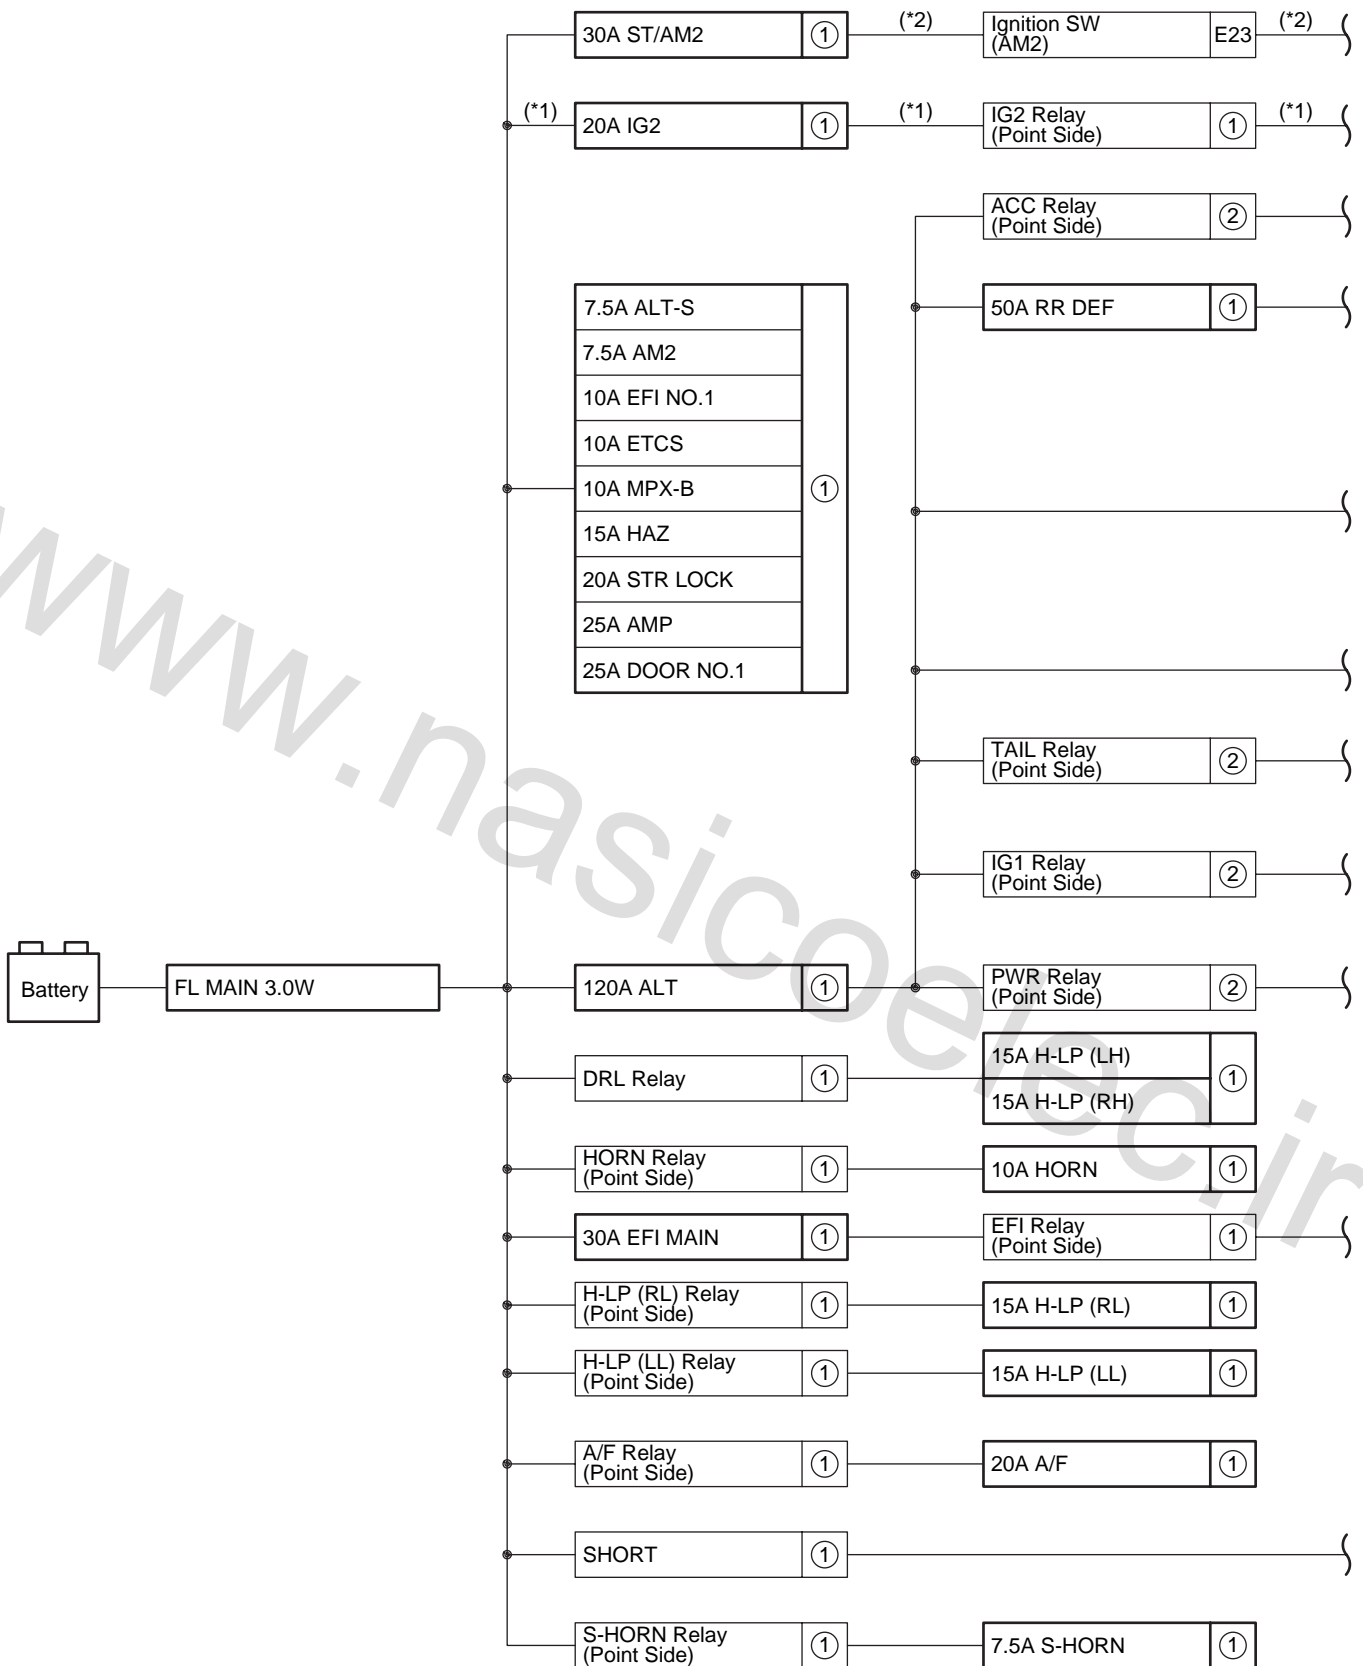 30A ST/AM2 ① (*2) Ignition SW E23 (*2)
(AM2)
(*1) 20A IG2 ① (*1) IG2 Relay ① (*1)
(Point Side)
ACC Relay ②
(Point Side)
7.5A ALT-S 50A RR DEF ①
7.5A AM2
10A EFI NO.1
10A ETCS
10A MPX-B ①
15A HAZ
20A STR LOCK
25A AMP
25A DOOR NO.1
TAIL Relay ②
(Point Side)
IG1 Relay ②
(Point Side)
Battery FL MAIN 3.0W 120A ALT ① PWR Relay ②
(Point Side)
15A H-LP (LH)
DRL Relay ① ①
15A H-LP (RH)
HORN Relay ① 10A HORN ①
(Point Side)
30A EFI MAIN ① EFI Relay ①
(Point Side)
H-LP (RL) Relay ① 15A H-LP (RL) ①
(Point Side)
H-LP (LL) Relay ① 15A H-LP (LL) ①
(Point Side)
A/F Relay ① 20A A/F ①
(Point Side)
SHORT ①
S-HORN Relay ① 7.5A S-HORN ①
(Point Side)
www.nasicoelec.ir